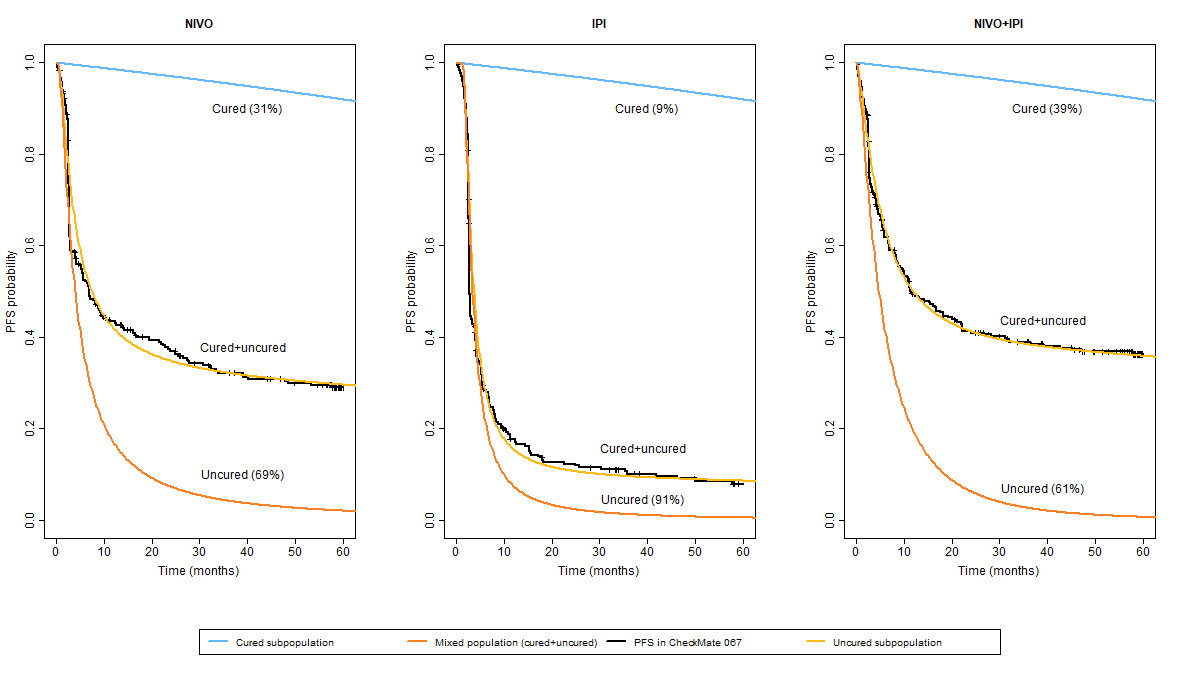 NIVO
PFS probability
1.0
0.8
0.6
0.4
0.2
0.0
Cured (31%)
Cured+uncured
Uncured (69%)
0 10 20 30 40 50 60
Time (months)
IPI
PFS probability
1.0
0.8
0.6
0.4
0.2
0.0
Cured (9%)
Cured+uncured
Uncured (91%)
0 10 20 30 40 50 60
Time (months)
NIVO+IPI
PFS probability
1.0
0.8
0.6
0.4
0.2
0.0
Cured (39%)
Cured+uncured
Uncured (61%)
0 10 20 30 40 50 60
Time (months)
Cured subpopulation Mixed population (cured+uncured) PFS in CheckMate 067 Uncured subpopulation